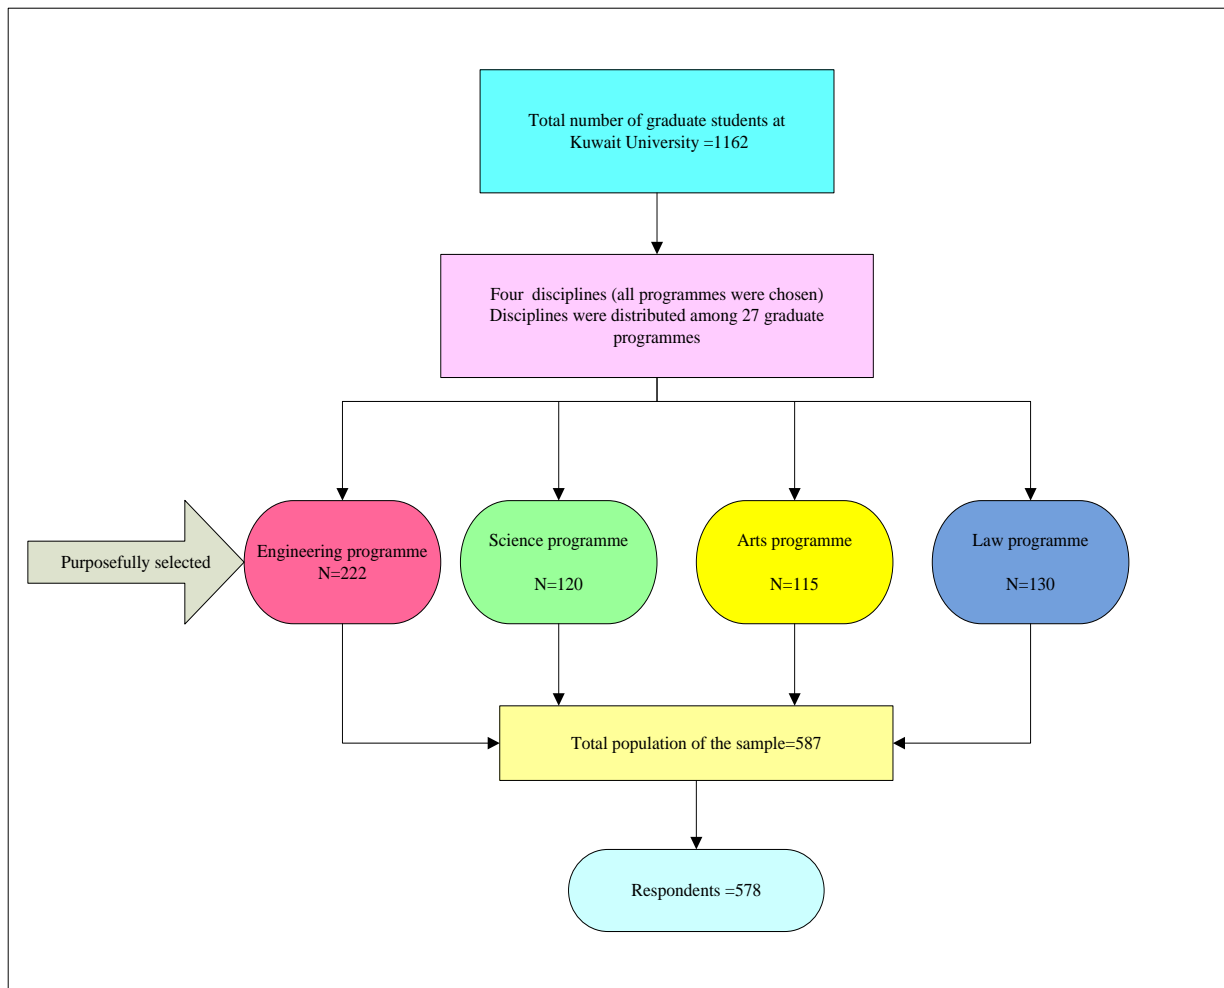 Total number of graduate students at
Kuwait University =1162
Four disciplines (all programmes were chosen)
Disciplines were distributed among 27 graduate
programmes
Purposefully selected
Engineering programme
N=222
Science programme
N=120
Arts programme
N=115
Law programme
N=130
Total population of the sample=587
Respondents =578